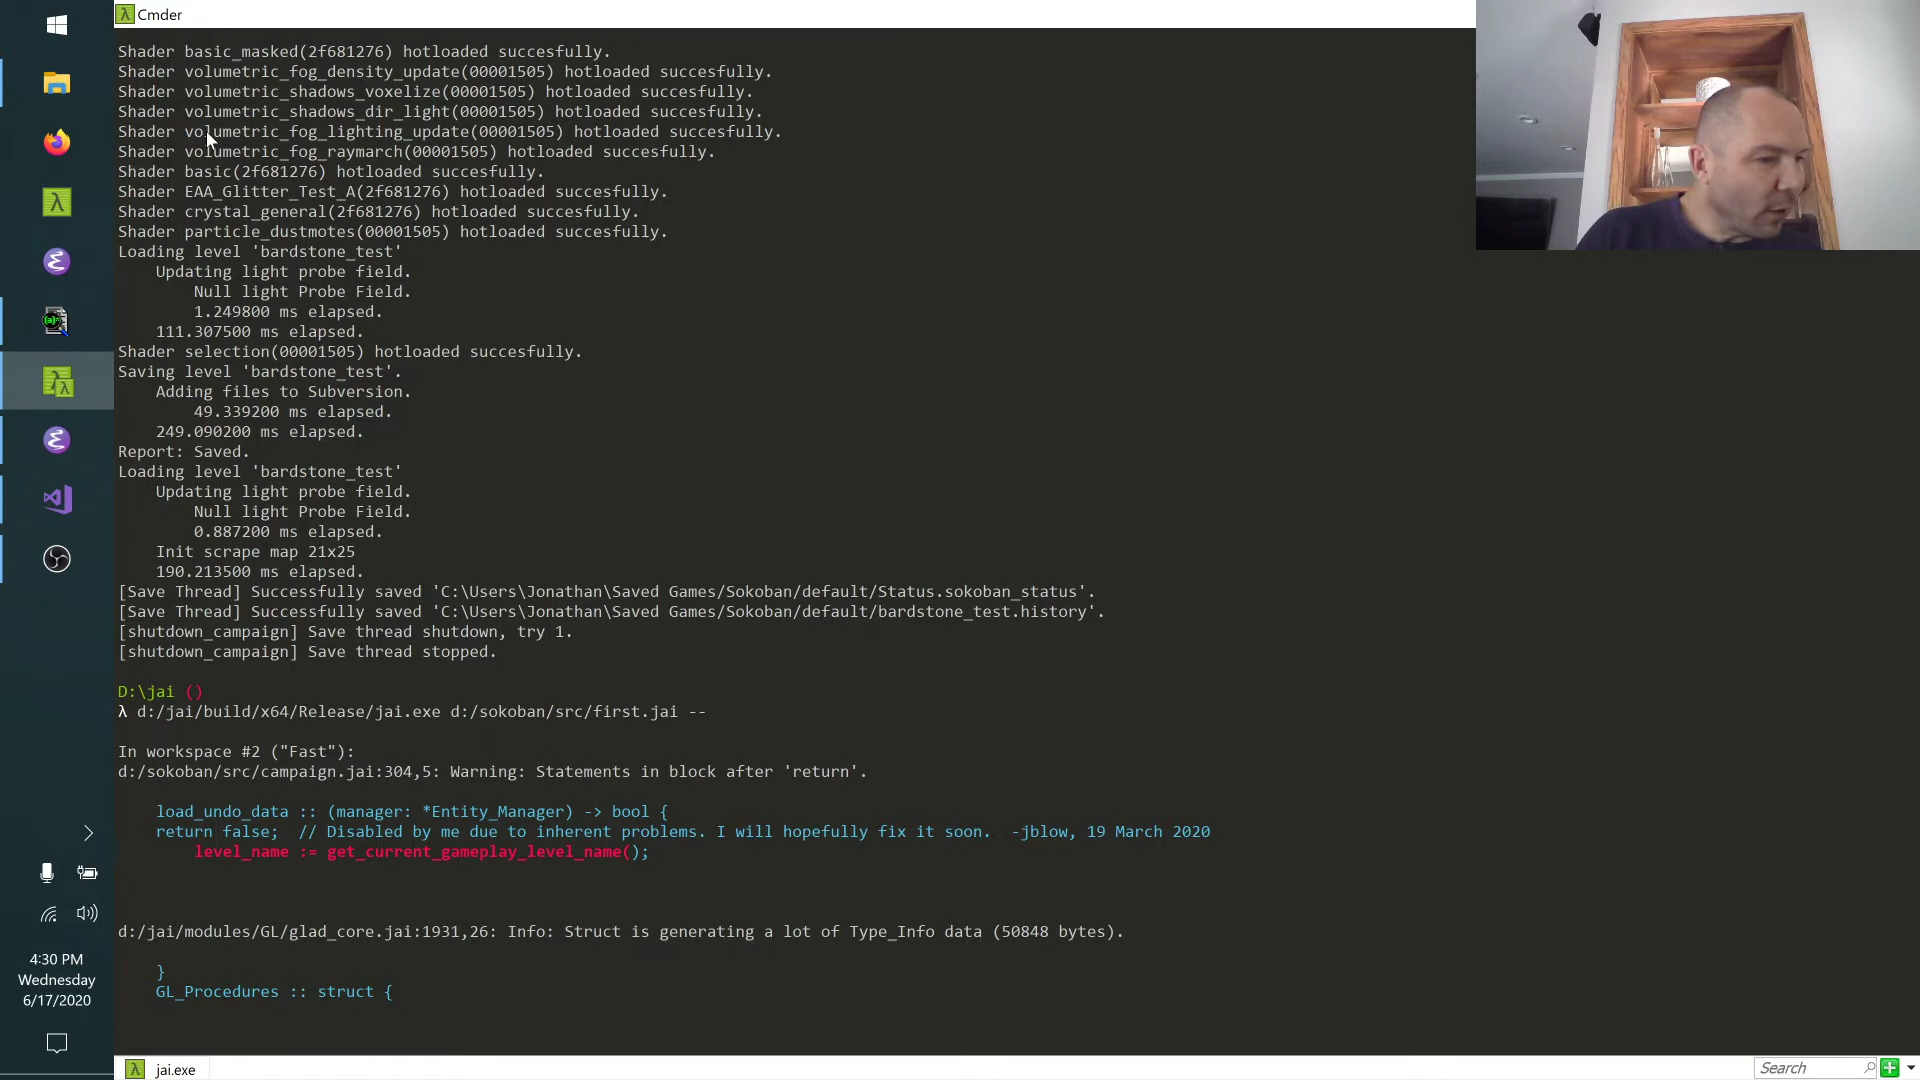 Cmder
Shader basic_masked(2f681276) hotloaded succesfully.
Shader volumetric_fog_density_update(00001505) hotloaded succesfully.
Shader volumetric_shadows_voxelize(00001505) hotloaded succesfully.
Shader volumetric_shadows_dir_light(00001505) hotloaded succesfully.
Shader volumetric_fog_lighting_update(00001505) hotloaded succesfully.
Shader volumetric_fog_raymarch(00001505) hotloaded succesfully.
Shader basic(2f681276) hotloaded succesfully.
Shader EAA_Glitter_Test_A(2f681276) hotloaded succesfully.
Shader crystal_general(2f681276) hotloaded succesfully.
Shader particle_dustmotes(00001505) hotloaded succesfully.
Loading level 'bardstone_test'
Updating light probe field.
Null light Probe Field.
1.249800 ms elapsed.
111.307500 ms elapsed.
Shader selection(00001505) hotloaded succesfully.
Saving level 'bardstone_test'.
Adding files to Subversion.
49.339200 ms elapsed.
249.090200 ms elapsed.
Report: Saved.
Loading level 'bardstone_test'
Updating light probe field.
Null light Probe Field.
0.887200 ms elapsed.
Init scrape map 21x25
190.213500 ms elapsed.
[Save Thread] Successfully saved 'C:\Users\Jonathan\Saved Games/Sokoban/default/Status.sokoban_status'.
[Save Thread] Successfully saved 'C:\Users\Jonathan\Saved Games/Sokoban/default/bardstone_test.history'.
[shutdown_campaign] Save thread shutdown, try 1.
[shutdown_campaign] Save thread stopped.
D:\jai ()
λ d:/jai/build/x64/Release/jai.exe d:/sokoban/src/first.jai --
In workspace #2 ("Fast"):
d:/sokoban/src/campaign.jai:304,5: Warning: Statements in block after 'return'.
load_undo_data :: (manager: *Entity_Manager) -> bool {
return false;  // Disabled by me due to inherent problems. I will hopefully fix it soon.  -jblow, 19 March 2020
level_name := get_current_gameplay_level_name();
d:/jai/modules/GL/glad_core.jai:1931,26: Info: Struct is generating a lot of Type_Info data (50848 bytes).
}
GL_Procedures :: struct {
4:30 PM
Wednesday
6/17/2020
jai.exe
Search